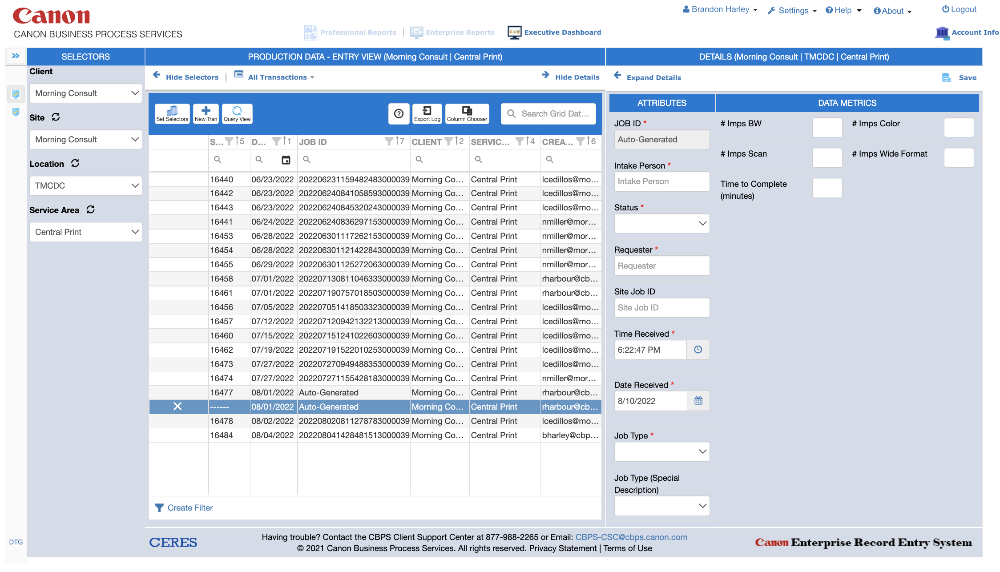 Canon
CANON BUSINESS PROCESS SERVICES
Brandon Harley
Settings
Help
About
Logout
Professional Reports
Enterprise Reports
Executive Dashboard
Account Info
SELECTORS
PRODUCTION DATA - ENTRY VIEW (Morning Consult | Central Print)
DETAILS (Morning Consult | TMCDC | Central Print)
Client
Morning Consult
Site
Morning Consult
Location
TMCDC
Service Area
Central Print
DTG
Hide Selectors
All Transactions
Hide Details
Expand Details
Save
Set Selectors
New Tran
Query View
Export Log
Column Chooser
Search Grid Dat...
S... 5 D... 1 JOB ID 7 CLIENT 2 SERVIC... 4 CREA... 6
16440 06/23/2022 202206231159482483000039 Morning Co... Central Print lcedillos@mo...
16442 06/23/2022 202206240841058593000039 Morning Co... Central Print lcedillos@mo...
16443 06/23/2022 202206240845320243000039 Morning Co... Central Print lcedillos@mo...
16441 06/24/2022 202206240836297153000039 Morning Co... Central Print nmiller@mor...
16453 06/28/2022 202206301117262153000039 Morning Co... Central Print nmiller@mor...
16454 06/28/2022 202206301121422843000039 Morning Co... Central Print nmiller@mor...
16455 06/29/2022 202206301125272063000039 Morning Co... Central Print nmiller@mor...
16458 07/01/2022 202207130811046333000039 Morning Co... Central Print rharbour@cb...
16461 07/01/2022 202207190757018503000039 Morning Co... Central Print rharbour@cb...
16456 07/05/2022 202207051418503323000039 Morning Co... Central Print lcedillos@mo...
16457 07/12/2022 202207120942132213000039 Morning Co... Central Print lcedillos@mo...
16460 07/15/2022 202207151241022603000039 Morning Co... Central Print lcedillos@mo...
16462 07/19/2022 202207191522010253000039 Morning Co... Central Print lcedillos@mo...
16473 07/27/2022 202207270949488353000039 Morning Co... Central Print lcedillos@mo...
16474 07/27/2022 202207271155428183000039 Morning Co... Central Print nmiller@mor...
16477 08/01/2022 Auto-Generated Morning Co... Central Print rharbour@cb...
------ 08/01/2022 Auto-Generated Morning Co... Central Print rharbour@cb...
16478 08/02/2022 202208020811278783000039 Morning Co... Central Print lcedillos@mo...
16484 08/04/2022 202208041428481513000039 Morning Co... Central Print bharley@cbp...
Create Filter
ATTRIBUTES
DATA METRICS
JOB ID *
Auto-Generated
Intake Person *
Intake Person
Status *
Requester *
Requester
Site Job ID
Site Job ID
Time Received *
6:22:47 PM
Date Received *
8/10/2022
Job Type *
Job Type (Special
Description)
# Imps BW
# Imps Color
# Imps Scan
# Imps Wide Format
Time to Complete
(minutes)
CERES
Having trouble? Contact the CBPS Client Support Center at 877-988-2265 or Email: CBPS-CSC@cbps.canon.com
© 2021 Canon Business Process Services. All rights reserved. Privacy Statement | Terms of Use
Canon Enterprise Record Entry System